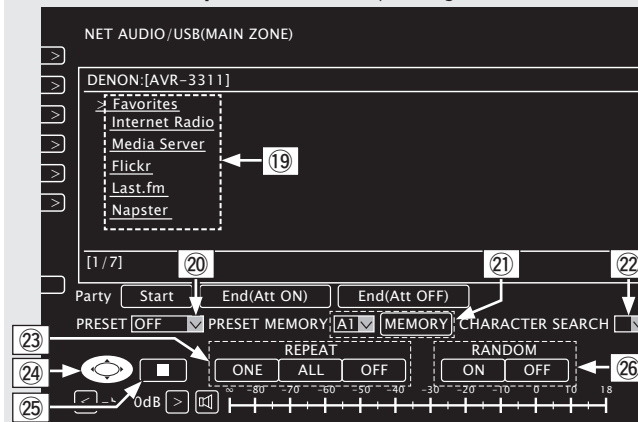 NET AUDIO/USB(MAIN ZONE)
>
DENON:[AVR-3311]
> Favorites
Internet Radio
Media Server
Flickr
Last.fm
Napster
⑲
[1/7]
⑳ ㉑ ㉒
Party Start End(Att ON) End(Att OFF)
PRESET OFF PRESET MEMORY A1 MEMORY CHARACTER SEARCH
㉓ REPEAT RANDOM
㉔ ONE ALL OFF ON OFF ㉖
㉕ < 0dB > ∞ -80 -70 -60 -50 -40 -30 -20 -10 0 10 18